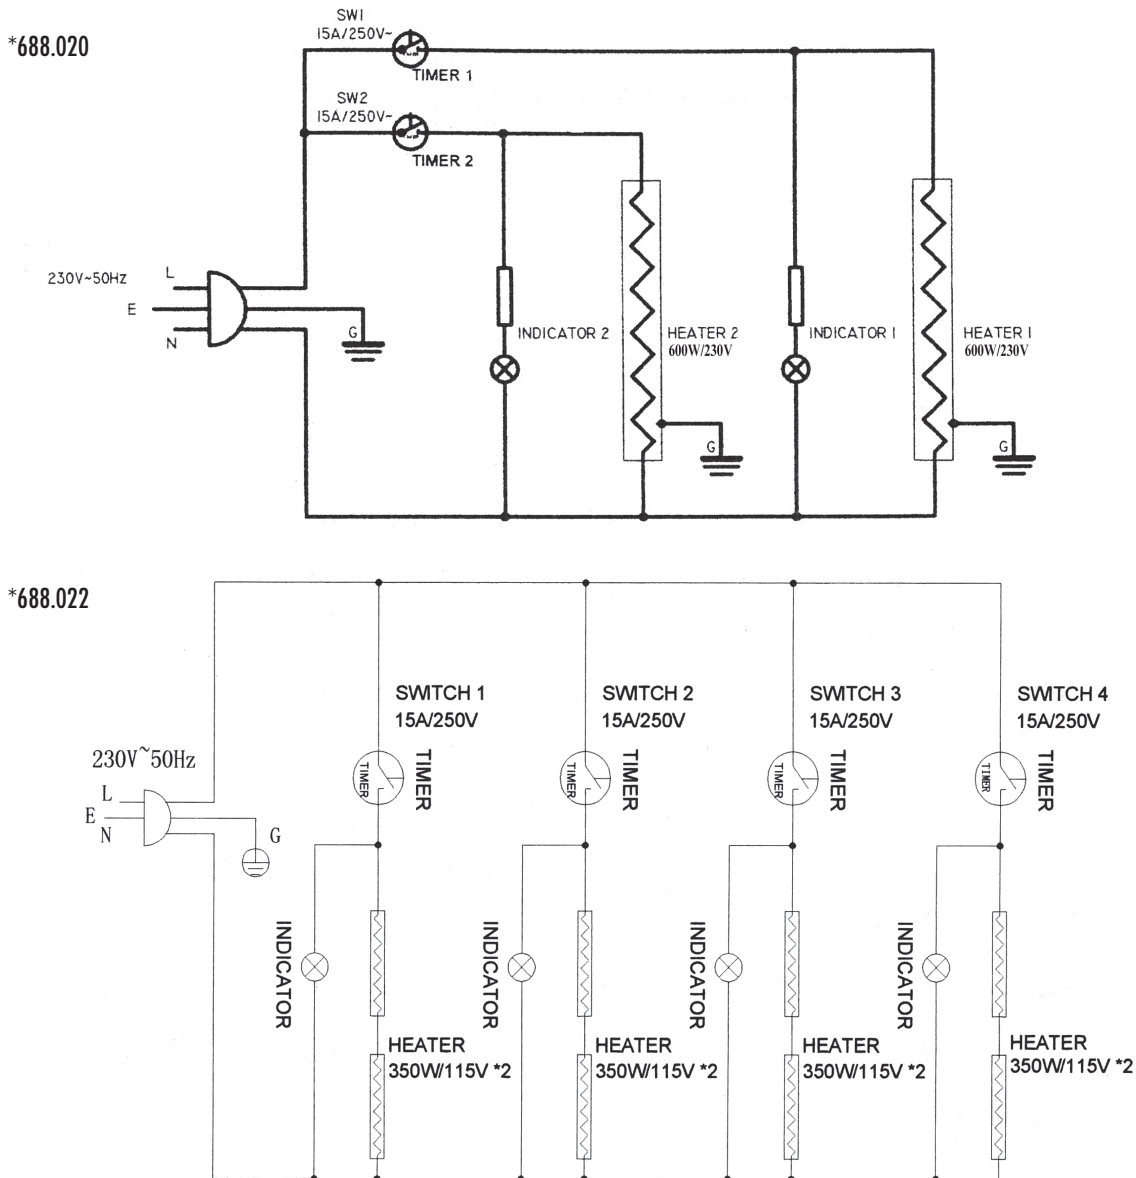 *688.020
SW1
15A/250V~
TIMER 1
SW2
15A/250V~
TIMER 2
230V~50Hz
L
E
N
G
INDICATOR 2
HEATER 2
600W/230V
G
INDICATOR 1
HEATER 1
600W/230V
G
*688.022
SWITCH 1
15A/250V
SWITCH 2
15A/250V
SWITCH 3
15A/250V
SWITCH 4
15A/250V
230V~50Hz
L
E
N
G
TIMER
TIMER
TIMER
TIMER
TIMER
TIMER
TIMER
TIMER
INDICATOR
INDICATOR
INDICATOR
INDICATOR
HEATER
350W/115V *2
HEATER
350W/115V *2
HEATER
350W/115V *2
HEATER
350W/115V *2